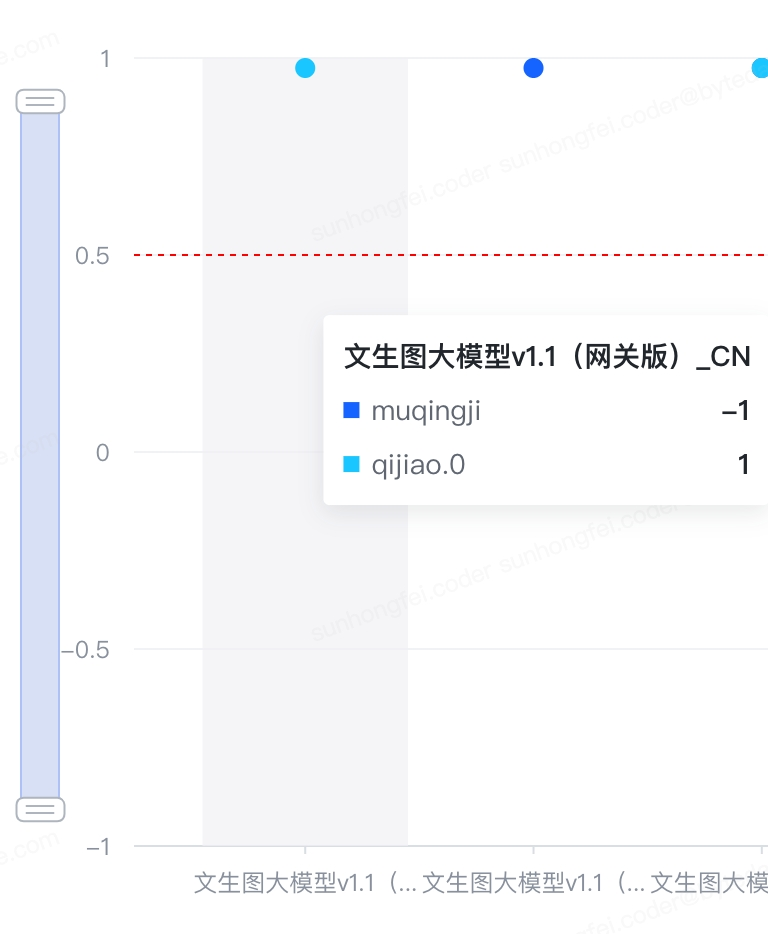 1
0.5
0
−0.5
−1
文生图大模型v1.1（网关版）_CN
muqingji −1
qijiao.0 1
文生图大模型v1.1（... 文生图大模型v1.1（... 文生图大模
sunhongfei.coder sunhongfei.coder@byte
sunhongfei.coder sunhongfei.coder
e.com
e.com
e.com